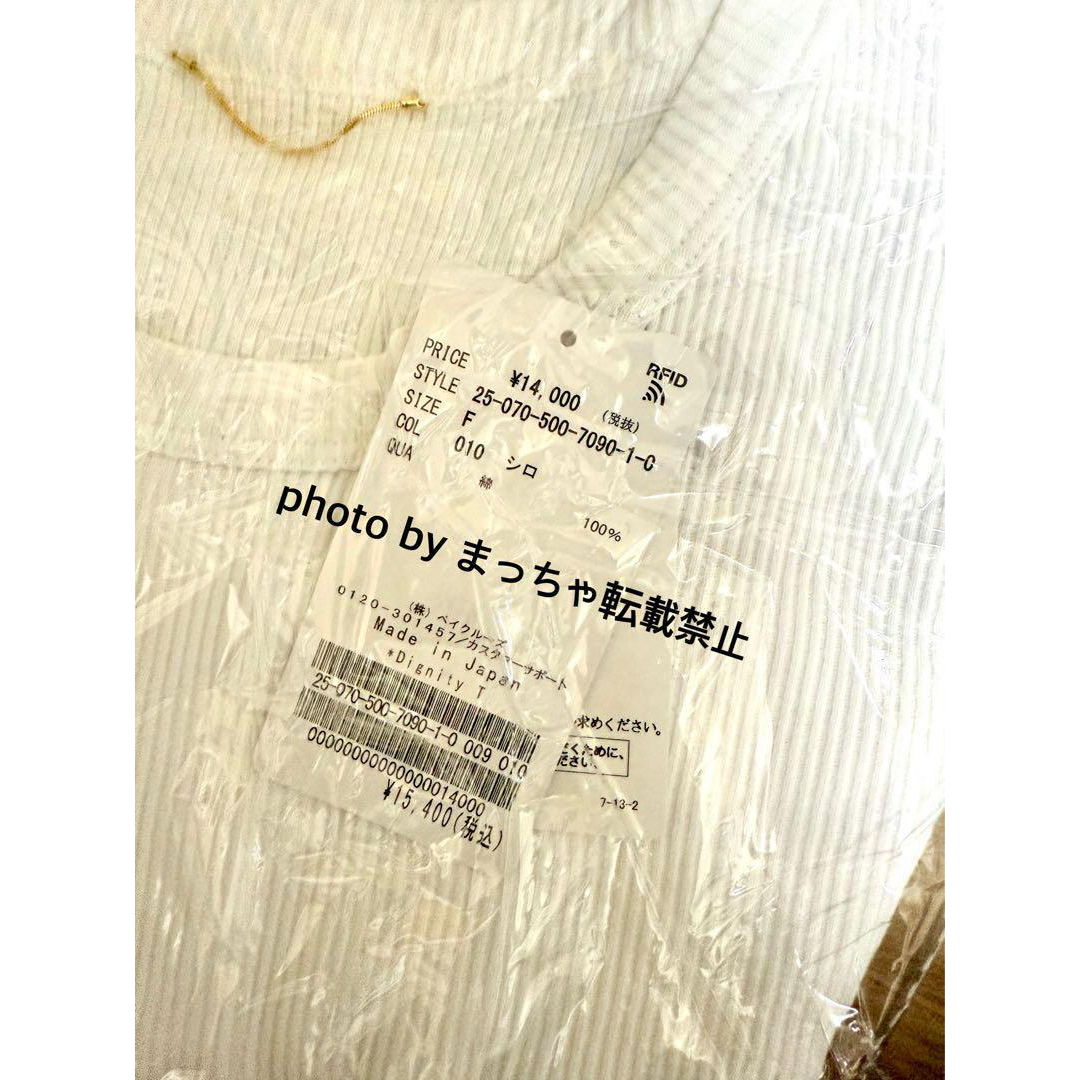 PRICE ¥14,000 (税抜)
RFID
STYLE 25-070-500-7090-1-0
SIZE F
COL 010 シロ
QUA 綿 100%
photo by まっちゃ転載禁止
(株) ベイクルーズ
0120-301457/カスタマーサポート
Made in Japan
*Dignity T
25-070-500-7090-1-0 009 010
¥15,400(税込)
求めください。
くために、
ださい。
7-13-2